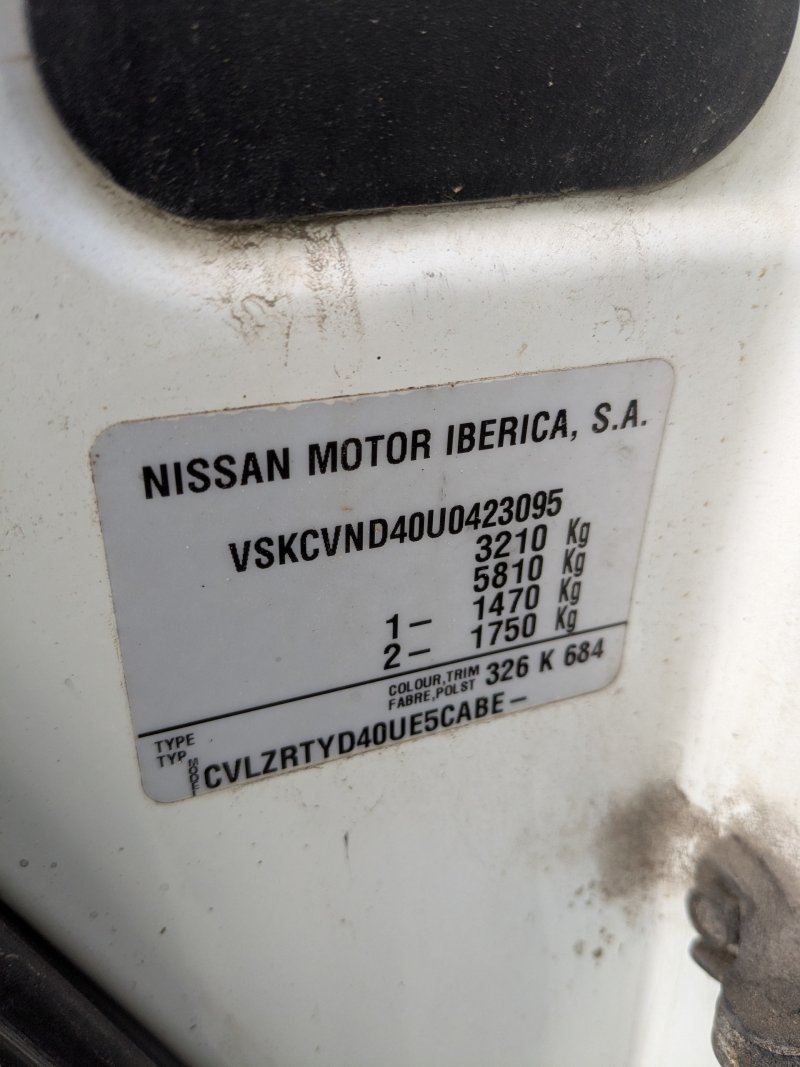 NISSAN MOTOR IBERICA, S.A.
VSKCVND40U0423095
3210 Kg
5810 Kg
1- 1470 Kg
2- 1750 Kg
COLOUR,TRIM
FABRE,POLST 326 K 684
TYPE
TYP
MODEL CVLZRTYD40UE5CABE-